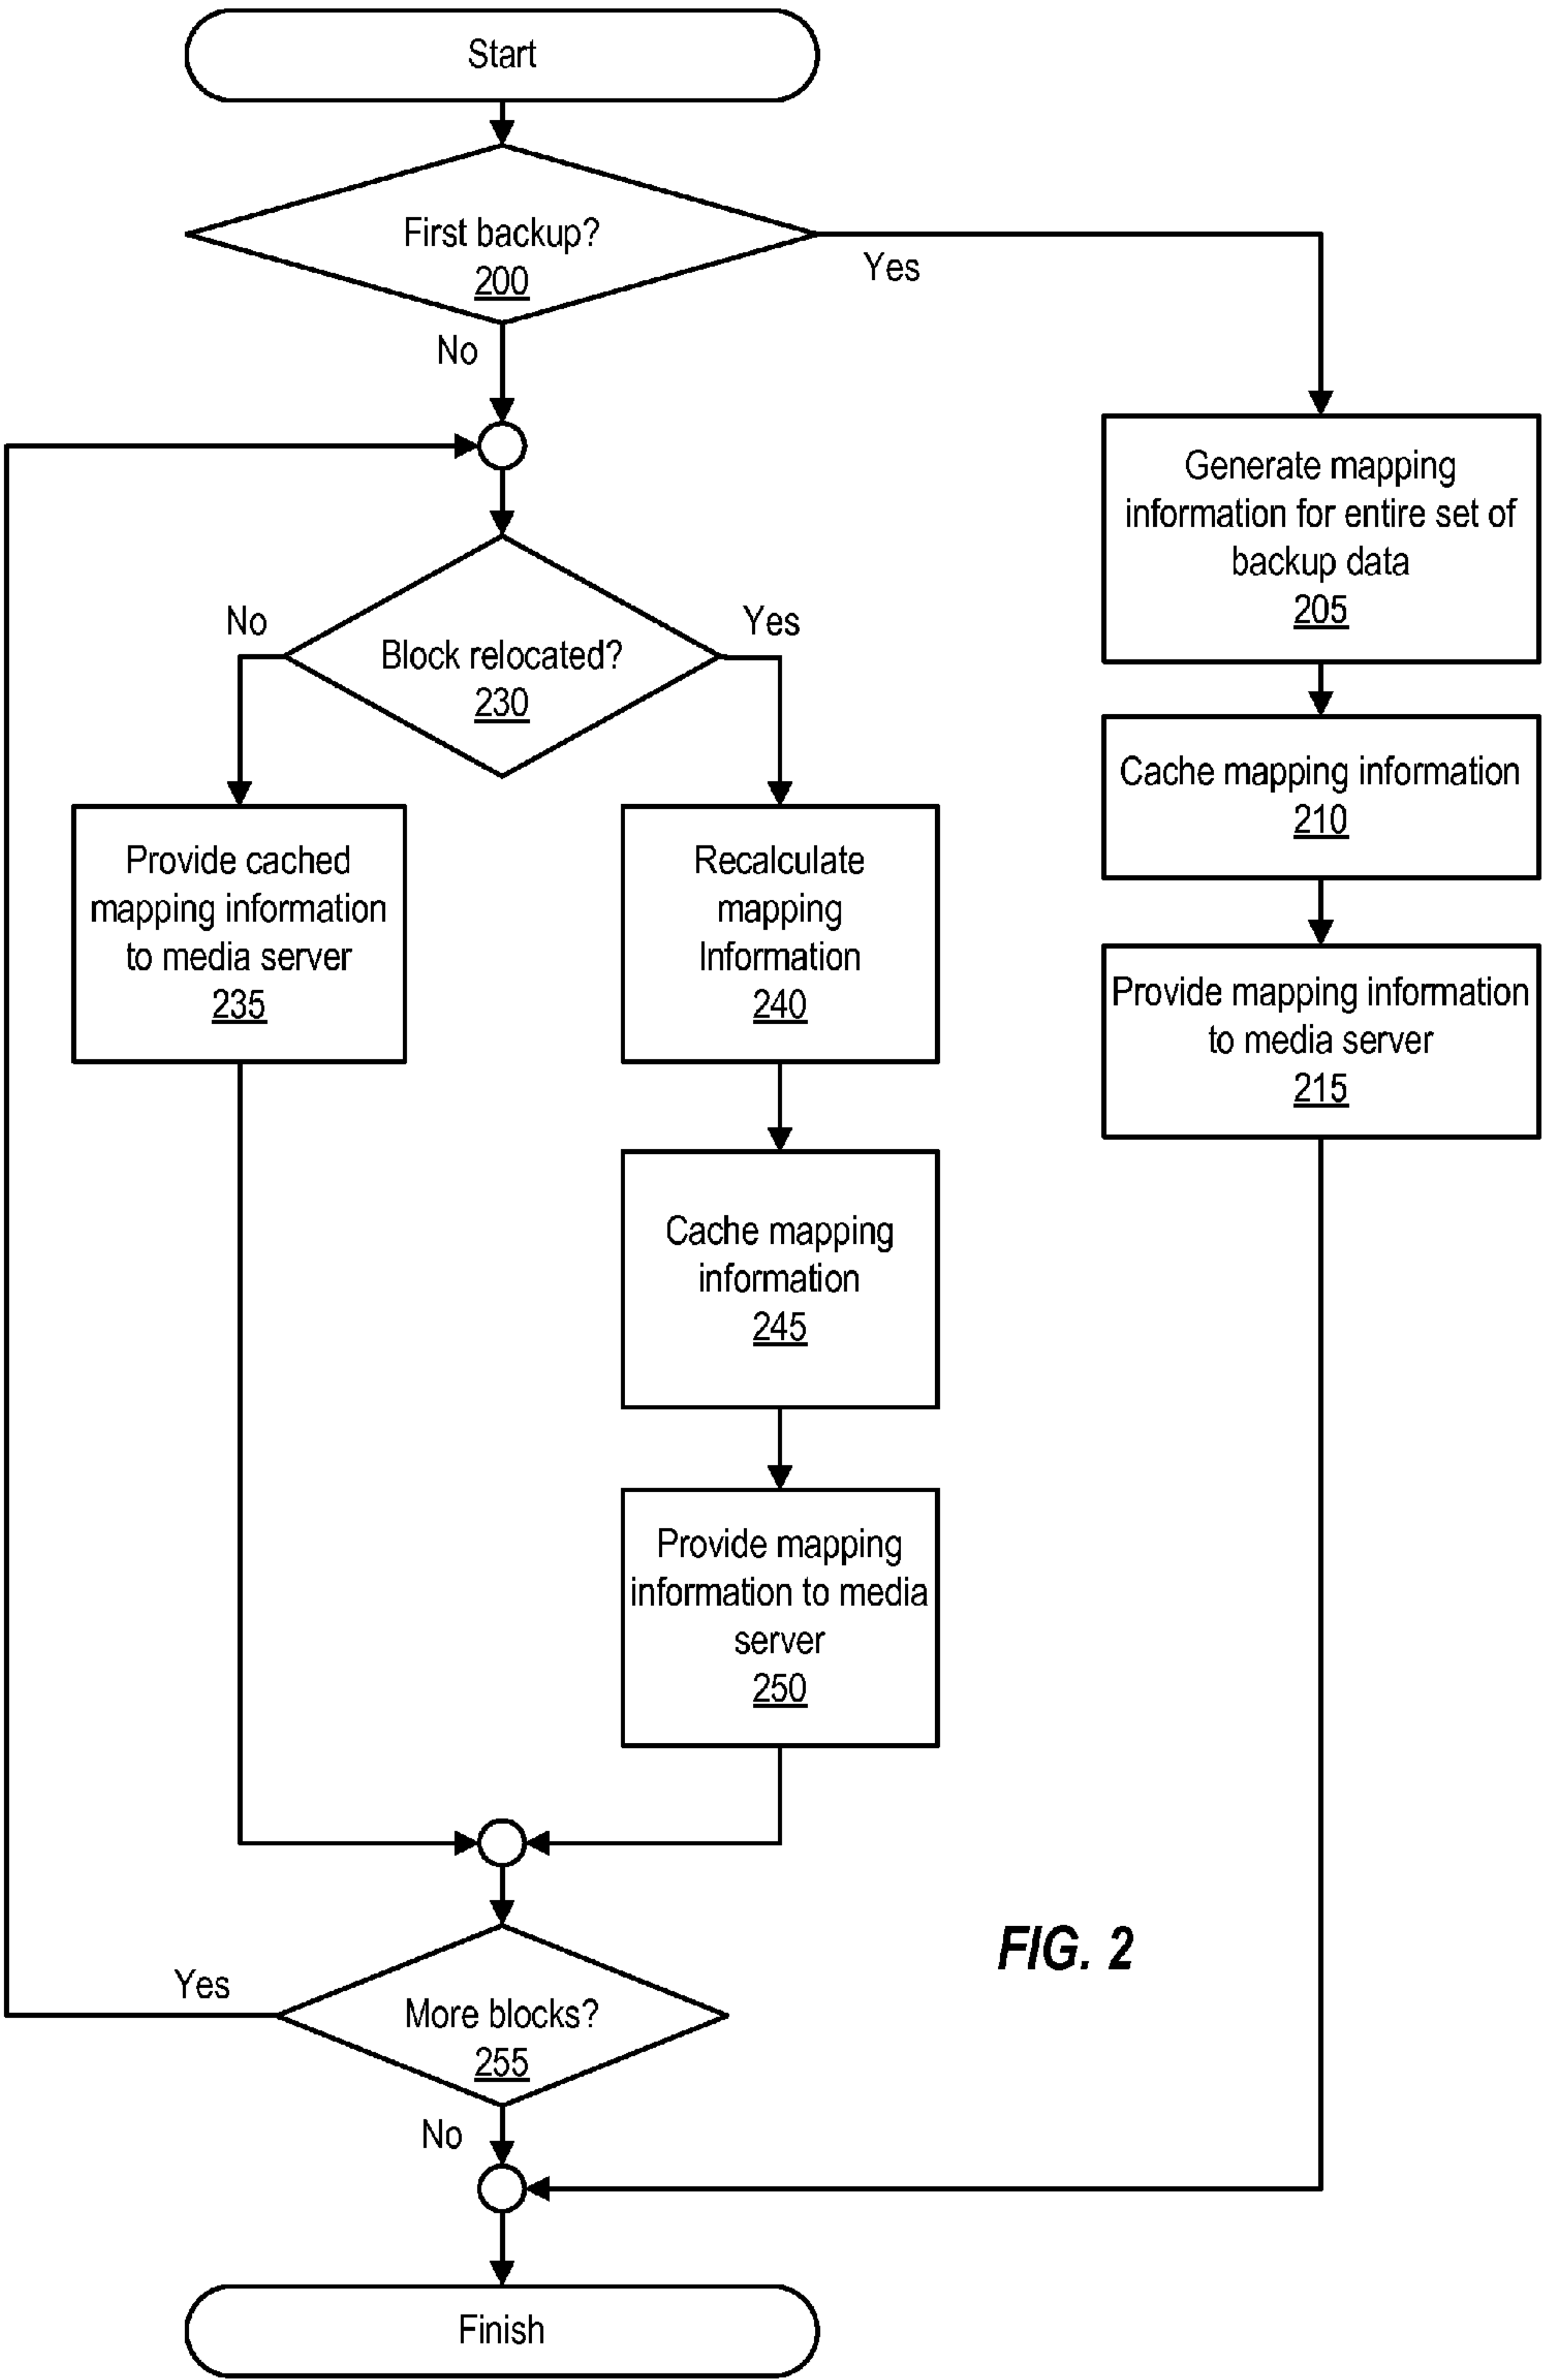 Start
First backup?
200
Yes
No
Generate mapping
information for entire set of
backup data
205
No
Yes
Block relocated?
230
Cache mapping information
210
Provide cached
mapping information
to media server
235
Recalculate
mapping
Information
240
Provide mapping information
to media server
215
Cache mapping
information
245
Provide mapping
information to media
server
250
FIG. 2
Yes
More blocks?
255
No
Finish